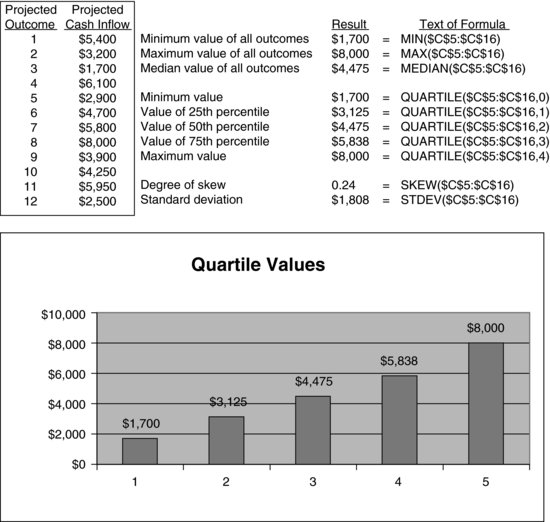 Projected Projected
Outcome Cash Inflow Result Text of Formula
1 $5,400 Minimum value of all outcomes $1,700 = MIN($C$5:$C$16)
2 $3,200 Maximum value of all outcomes $8,000 = MAX($C$5:$C$16)
3 $1,700 Median value of all outcomes $4,475 = MEDIAN($C$5:$C$16)
4 $6,100
5 $2,900 Minimum value $1,700 = QUARTILE($C$5:$C$16,0)
6 $4,700 Value of 25th percentile $3,125 = QUARTILE($C$5:$C$16,1)
7 $5,800 Value of 50th percentile $4,475 = QUARTILE($C$5:$C$16,2)
8 $8,000 Value of 75th percentile $5,838 = QUARTILE($C$5:$C$16,3)
9 $3,900 Maximum value $8,000 = QUARTILE($C$5:$C$16,4)
10 $4,250
11 $5,950 Degree of skew 0.24 = SKEW($C$5:$C$16)
12 $2,500 Standard deviation $1,808 = STDEV($C$5:$C$16)
Quartile Values
$10,000
$8,000
$6,000
$4,000
$2,000
$0
$1,700
$3,125
$4,475
$5,838
$8,000
1 2 3 4 5